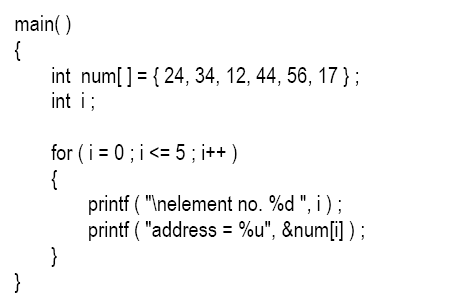 main( )
{
int num[ ] = { 24, 34, 12, 44, 56, 17 } ;
int i ;
for ( i = 0 ; i <= 5 ; i++ )
{
printf ( "\nelement no. %d ", i ) ;
printf ( "address = %u", &num[i] ) ;
}
}